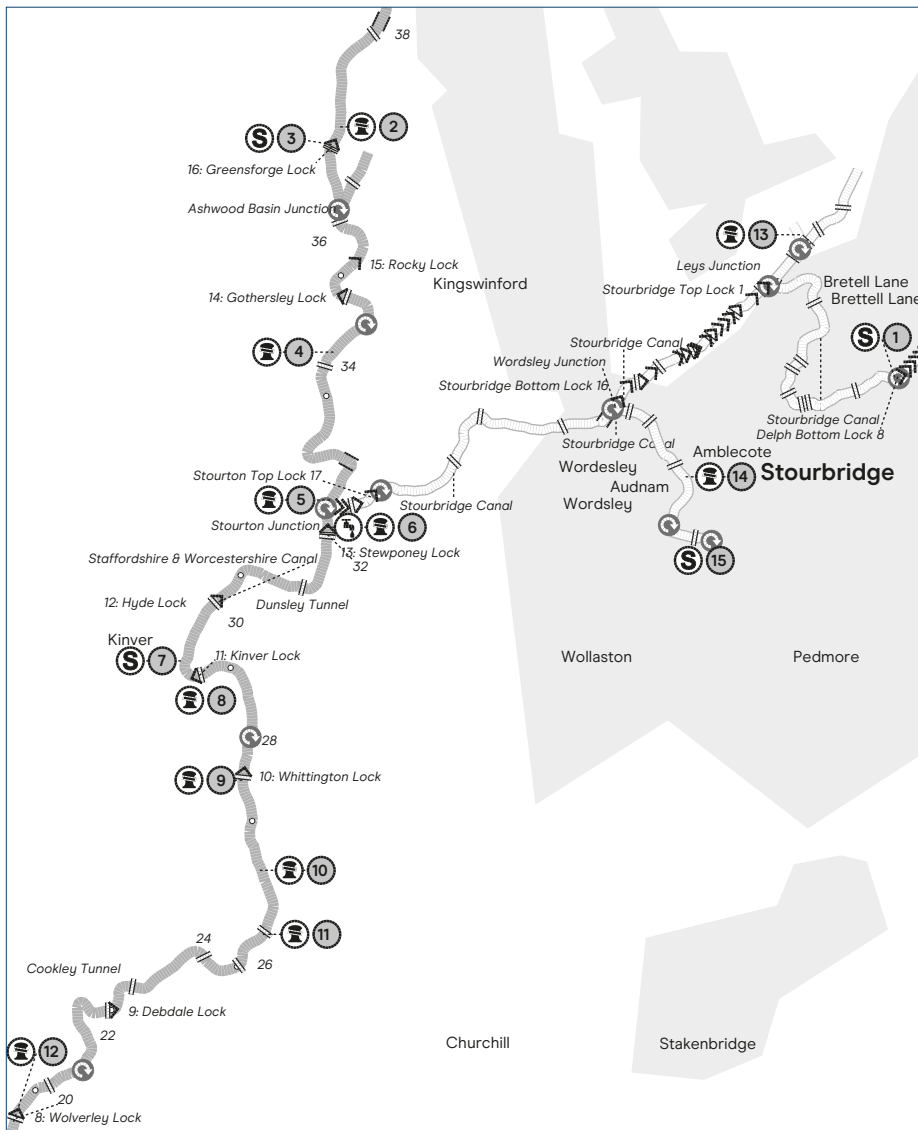 38
S 3
2
16: Greensforge Lock
Ashwood Basin Junction
36
13
15: Rocky Lock
Leys Junction
Kingswinford
Stourbridge Top Lock 1
Bretell Lane
Brettell Lane
14: Gothersley Lock
4
34
Stourbridge Canal
S 1
Wordsley Junction
Stourbridge Bottom Lock 16
Stourbridge Canal
Delph Bottom Lock 8
Stourbridge Canal
Amblecote
Wordesley
Stourbridge
14
Stourton Top Lock 17
Audnam
5
Stourbridge Canal
Wordsley
Stourton Junction
6
13: Stewponey Lock
Staffordshire & Worcestershire Canal
32
S 15
12: Hyde Lock
Dunsley Tunnel
30
Kinver
S 7
11: Kinver Lock
Wollaston
Pedmore
8
28
9
10: Whittington Lock
10
11
24
26
Cookley Tunnel
9: Debdale Lock
22
Churchill
Stakenbridge
12
20
8: Wolverley Lock